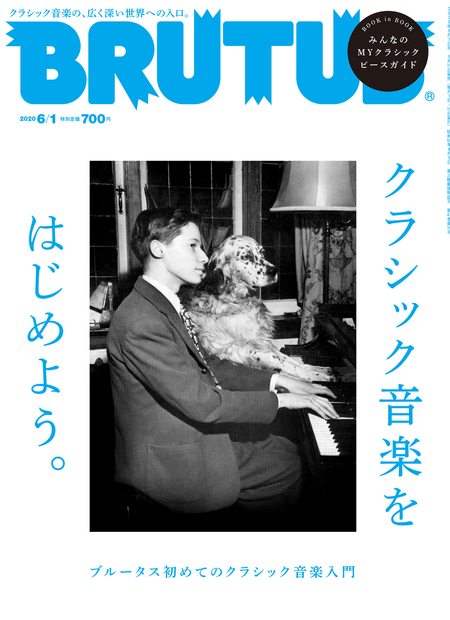 クラシック音楽の、広く深い世界への入口。
BRUTUS
®
BOOK in BOOK
みんなの
MYクラシック
ピースガイド
2020 6/1 特別定価 700円
クラシック音楽を
はじめよう。
ブルータス初めてのクラシック音楽入門